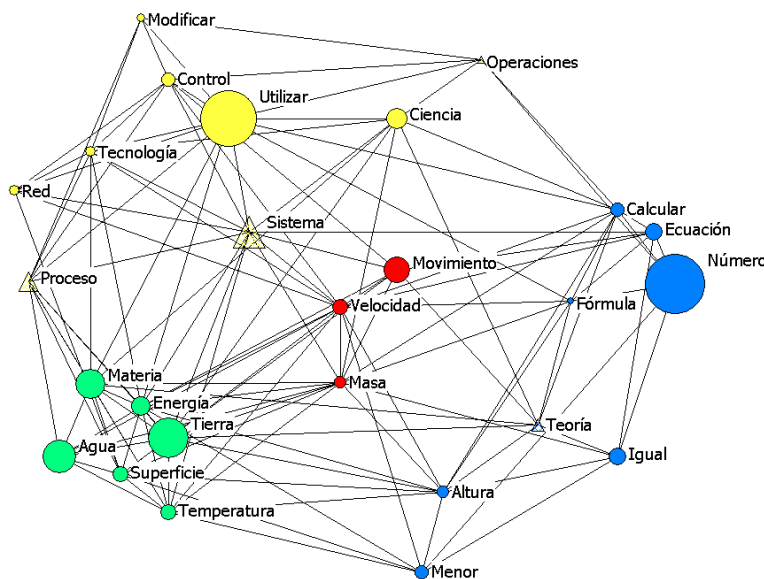 Modificar
Operaciones
Control
Utilizar
Ciencia
Tecnología
Red
Sistema
Calcular
Ecuación
Movimiento
Número
Proceso
Velocidad
Fórmula
Materia
Masa
Energía
Tierra
Teoría
Agua
Igual
Superficie
Altura
Temperatura
Menor